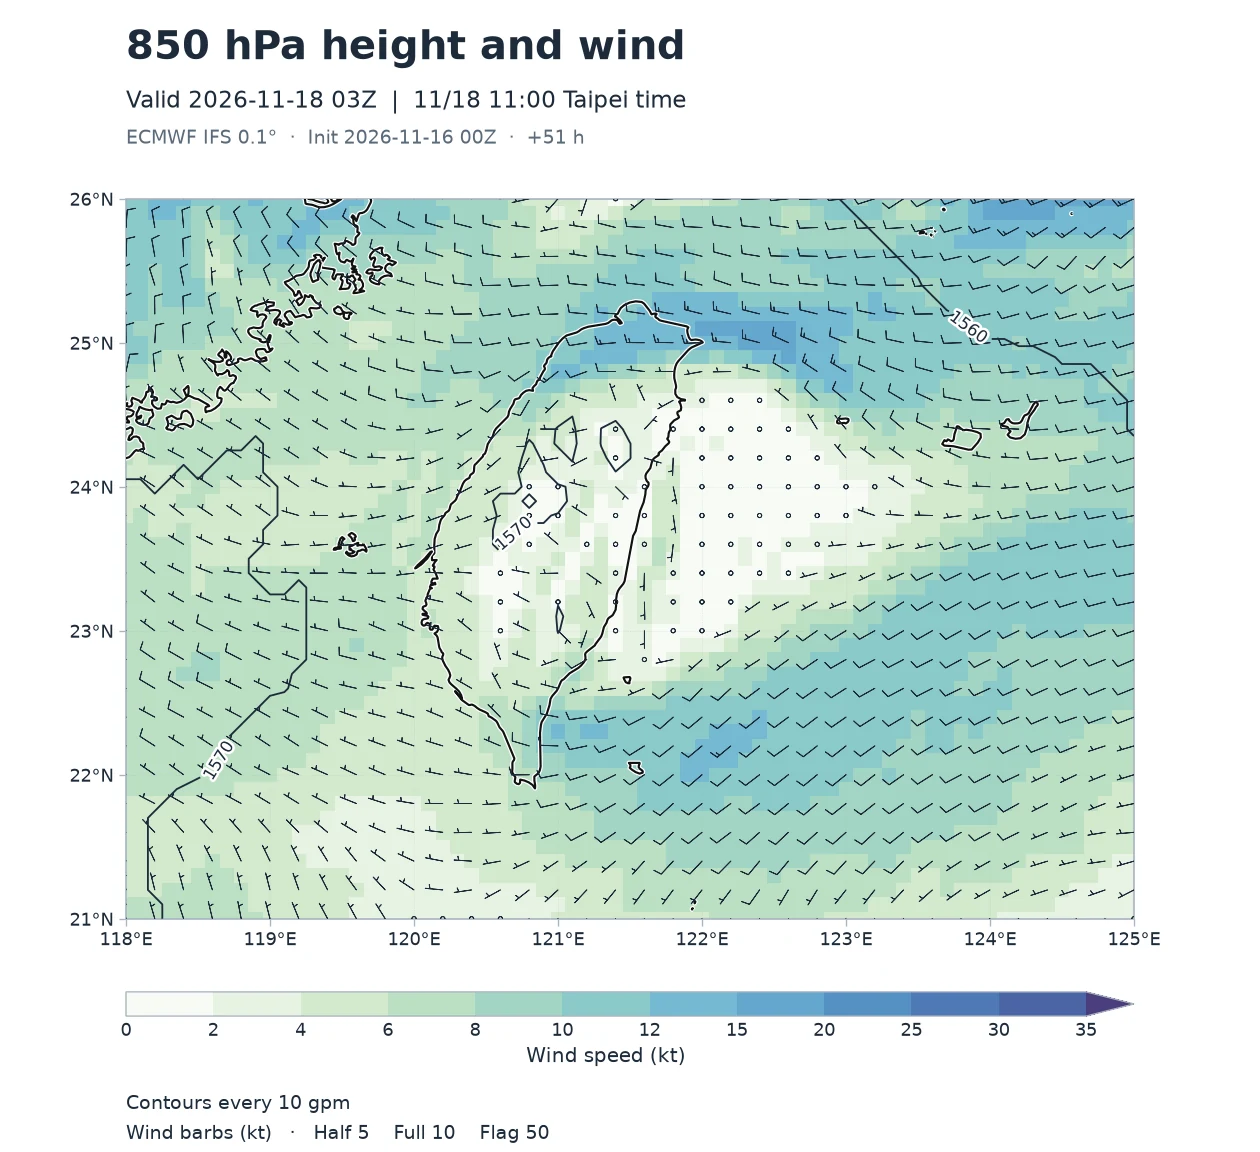 850 hPa height and wind
Valid 2026-11-18 03Z | 11/18 11:00 Taipei time
ECMWF IFS 0.1° · Init 2026-11-16 00Z · +51 h
26°N
25°N
24°N
23°N
22°N
21°N
1560
1570
1570
118°E 119°E 120°E 121°E 122°E 123°E 124°E 125°E
0 2 4 6 8 10 12 15 20 25 30 35
Wind speed (kt)
Contours every 10 gpm
Wind barbs (kt) · Half 5 Full 10 Flag 50